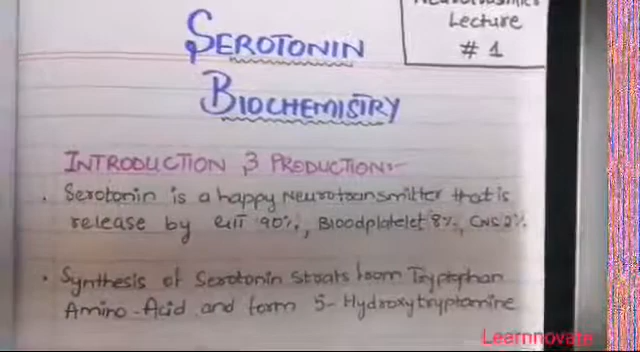 Lecture
# 1
SEROTONIN
BIOCHEMISTRY
INTRODUCTION & PRODUCTION:-
. Serotonin is a happy Neurotransmitter that is
release by GIT 90%, Bloodplatelet 8%, CNS 2%
. Synthesis of Serotonin starts from Tryptophan
Amino-Acid and form 5-Hydroxytryptamine
Learnnovate